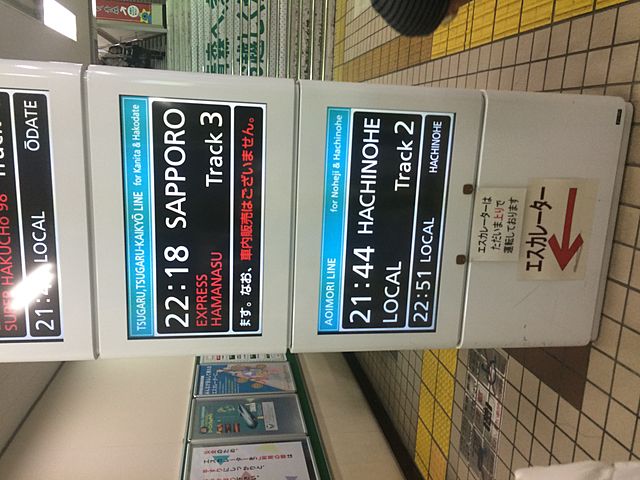 SUPER HAKUCHO 98
LOCAL ŌDATE
TSUGARU,TSUGARU-KAIKYŌ LINE for Kanita & Hakodate
22:18 SAPPORO
EXPRESS Track 3
HAMANASU
ます。なお、車内販売はございません。
AOIMORI LINE for Noheji & Hachinohe
21:44 HACHINOHE
LOCAL Track 2
22:51 LOCAL HACHINOHE
エスカレーターは
ただいま上りで
運転しております
エスカレーター